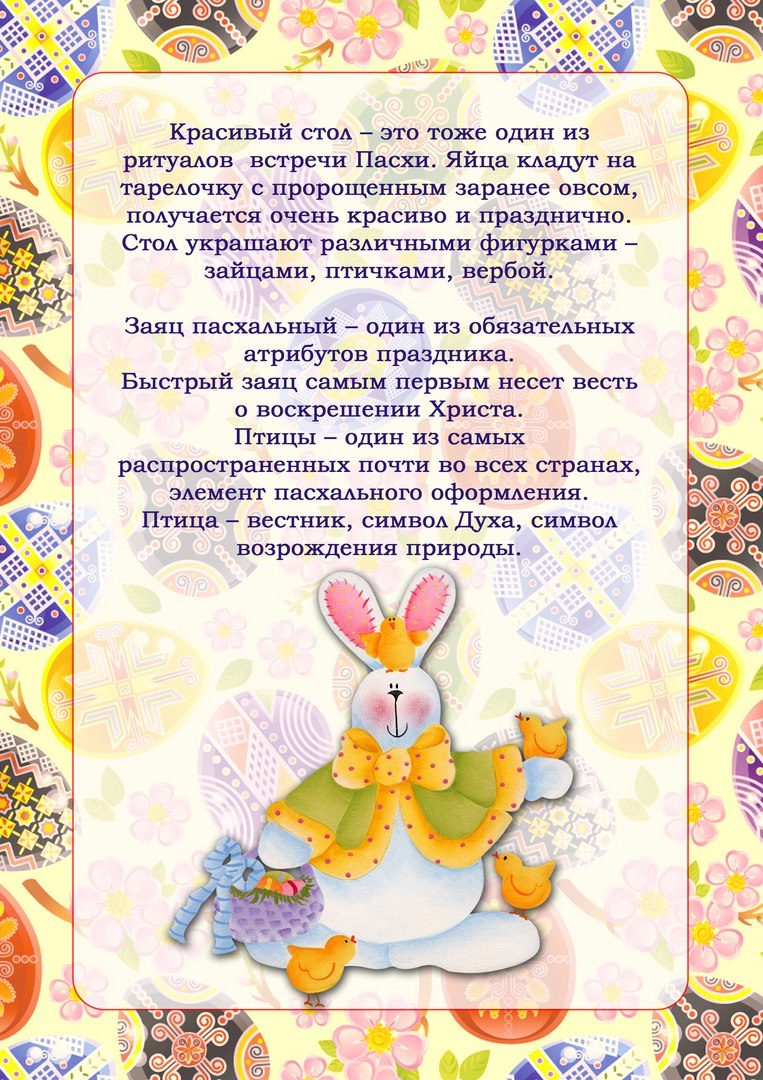 Красивый стол – это тоже один из
ритуалов встречи Пасхи. Яйца кладут на
тарелочку с пророщенным заранее овсом,
получается очень красиво и празднично.
Стол украшают различными фигурками –
зайцами, птичками, вербой.
Заяц пасхальный – один из обязательных
атрибутов праздника.
Быстрый заяц самым первым несет весть
о воскрешении Христа.
Птицы – один из самых
распространенных почти во всех странах,
элемент пасхального оформления.
Птица – вестник, символ Духа, символ
возрождения природы.